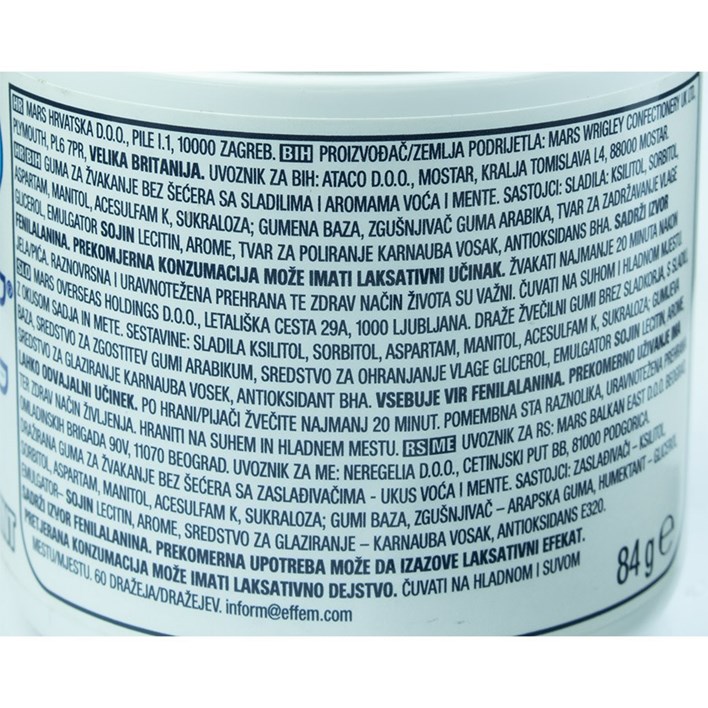 HR MARS HRVATSKA D.O.O., PILE I.1, 10000 ZAGREB. BIH PROIZVOĐAČ/ZEMLJA PODRIJETLA: MARS WRIGLEY CONFECTIONERY UK LTD,
PLYMOUTH, PL6 7PR, VELIKA BRITANIJA. UVOZNIK ZA BIH: ATACO D.O.O., MOSTAR, KRALJA TOMISLAVA L4, 88000 MOSTAR.
HR BIH GUMA ZA ŽVAKANJE BEZ ŠEĆERA SA SLADILIMA I AROMAMA VOĆA I MENTE. SASTOJCI: SLADILA: KSILITOL, SORBITOL,
ASPARTAM, MANITOL, ACESULFAM K, SUKRALOZA; GUMENA BAZA, ZGUŠNJIVAČ GUMA ARABIKA, TVAR ZA ZADRŽAVANJE VLAGE
GLICEROL, EMULGATOR SOJIN LECITIN, AROME, TVAR ZA POLIRANJE KARNAUBA VOSAK, ANTIOKSIDANS BHA. SADRŽI IZVOR
FENILALANINA. PREKOMJERNA KONZUMACIJA MOŽE IMATI LAKSATIVNI UČINAK. ŽVAKATI NAJMANJE 20 MINUTA NAKON
JELA/PIĆA. RAZNOVRSNA I URAVNOTEŽENA PREHRANA TE ZDRAV NAČIN ŽIVOTA SU VAŽNI. ČUVATI NA SUHOM I HLADNOM MJESTU.
SLO MARS OVERSEAS HOLDINGS D.O.O., LETALIŠKA CESTA 29A, 1000 LJUBLJANA. DRAŽE ŽVEČILNI GUMI BREZ SLADKORJA, S SLADILI,
Z OKUSOM SADJA IN METE. SESTAVINE: SLADILA KSILITOL, SORBITOL, ASPARTAM, MANITOL, ACESULFAM K, SUKRALOZA; GUMIJEVA
BAZA, SREDSTVO ZA ZGOSTITEV GUMI ARABIKUM, SREDSTVO ZA OHRANJANJE VLAGE GLICEROL, EMULGATOR SOJIN LECITIN, AROME,
SREDSTVO ZA GLAZIRANJE KARNAUBA VOSEK, ANTIOKSIDANT BHA. VSEBUJE VIR FENILALANINA. PREKOMERNO UŽIVANJE IMA
LAHKO ODVAJALNI UČINEK. PO HRANI/PIJAČI ŽVEČITE NAJMANJ 20 MINUT. POMEMBNA STA RAZNOLIKA, URAVNOTEŽENA PREHRANA
TER ZDRAV NAČIN ŽIVLJENJA. HRANITI NA SUHEM IN HLADNEM MESTU. RS ME UVOZNIK ZA RS: MARS BALKAN EAST D.O.O. BEOGRAD,
OMLADINSKIH BRIGADA 90V, 11070 BEOGRAD. UVOZNIK ZA ME: NEREGELIA D.O.O., CETINJSKI PUT BB, 81000 PODGORICA.
DRAŽIRANA GUMA ZA ŽVAKANJE BEZ ŠEĆERA SA ZASLAĐIVAČIMA - UKUS VOĆA I MENTE. SASTOJCI: ZASLAĐIVAČI - KSILITOL,
SORBITOL, ASPARTAM, MANITOL, ACESULFAM K, SUKRALOZA; GUMI BAZA, ZGUŠNJIVAČ – ARAPSKA GUMA, HUMEKTANT – GLICEROL,
EMULGATOR– SOJIN LECITIN, AROME, SREDSTVO ZA GLAZIRANJE – KARNAUBA VOSAK, ANTIOKSIDANS E320.
SADRŽI IZVOR FENILALANINA. PREKOMERNA UPOTREBA MOŽE DA IZAZOVE LAKSATIVNI EFEKAT.
PRETJERANA KONZUMACIJA MOŽE IMATI LAKSATIVNO DEJSTVO. ČUVATI NA HLADNOM I SUVOM
MESTU/MJESTU. 60 DRAŽEJA/DRAŽEJEV. inform@effem.com
84 g e